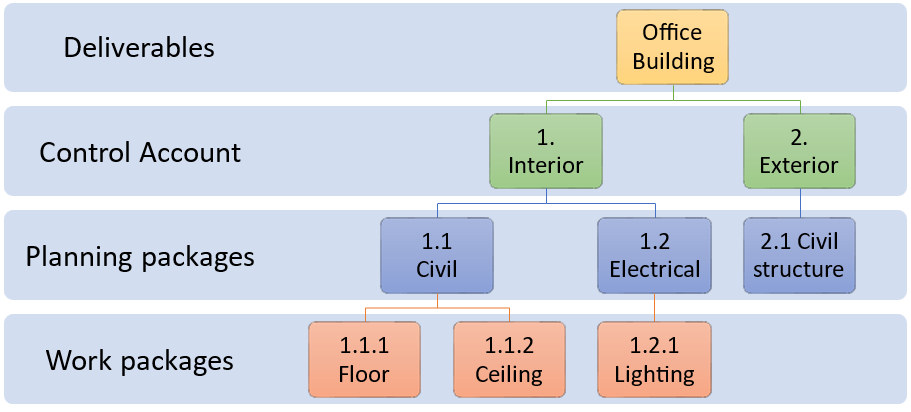 Deliverables
Office
Building
Control Account
1.
Interior
2.
Exterior
Planning packages
1.1
Civil
1.2
Electrical
2.1 Civil
structure
Work packages
1.1.1
Floor
1.1.2
Ceiling
1.2.1
Lighting